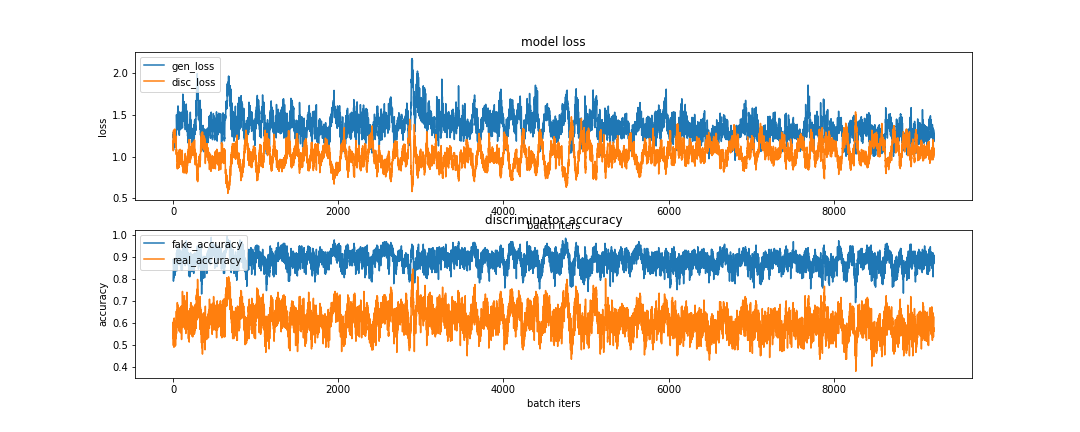 model loss
gen_loss
disc_loss
2.0
1.5
1.0
0.5
loss
0 2000 4000 6000 8000
batch iters
discriminator accuracy
fake_accuracy
real_accuracy
1.0
0.9
0.8
0.7
0.6
0.5
0.4
accuracy
0 2000 4000 6000 8000
batch iters